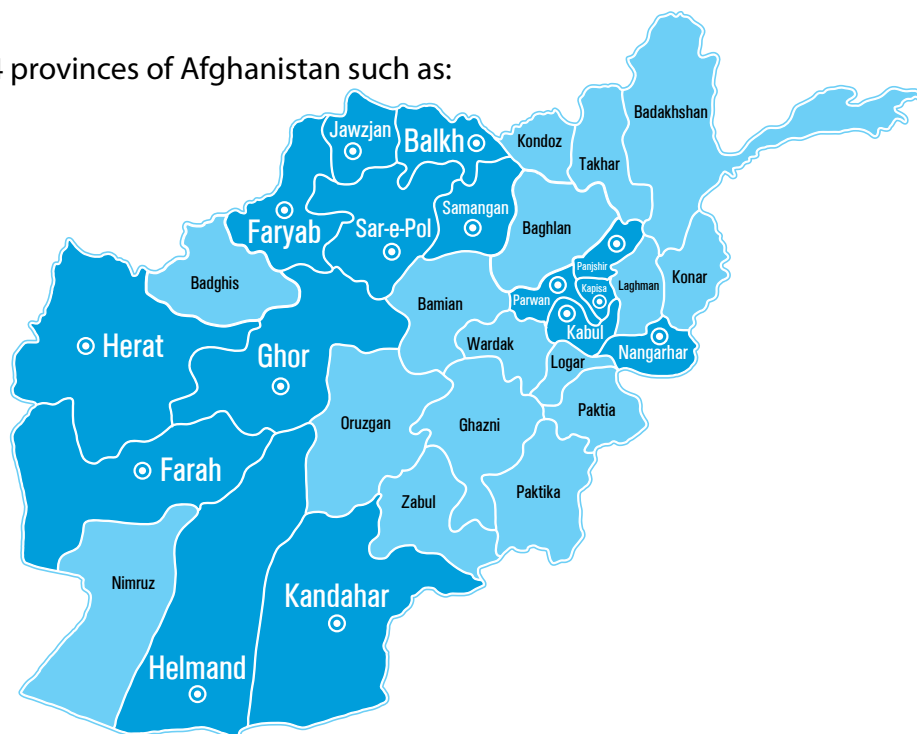 4 provinces of Afghanistan such as:
Badakhshan
Jawzjan
Balkh
Kondoz
Takhar
Samangan
Faryab
Sar-e-Pol
Baghlan
Panjshir
Badghis
Bamian
Parwan
Kapisa
Laghman
Konar
Herat
Ghor
Wardak
Kabul
Nangarhar
Logar
Oruzgan
Ghazni
Paktia
Farah
Zabul
Paktika
Nimruz
Kandahar
Helmand